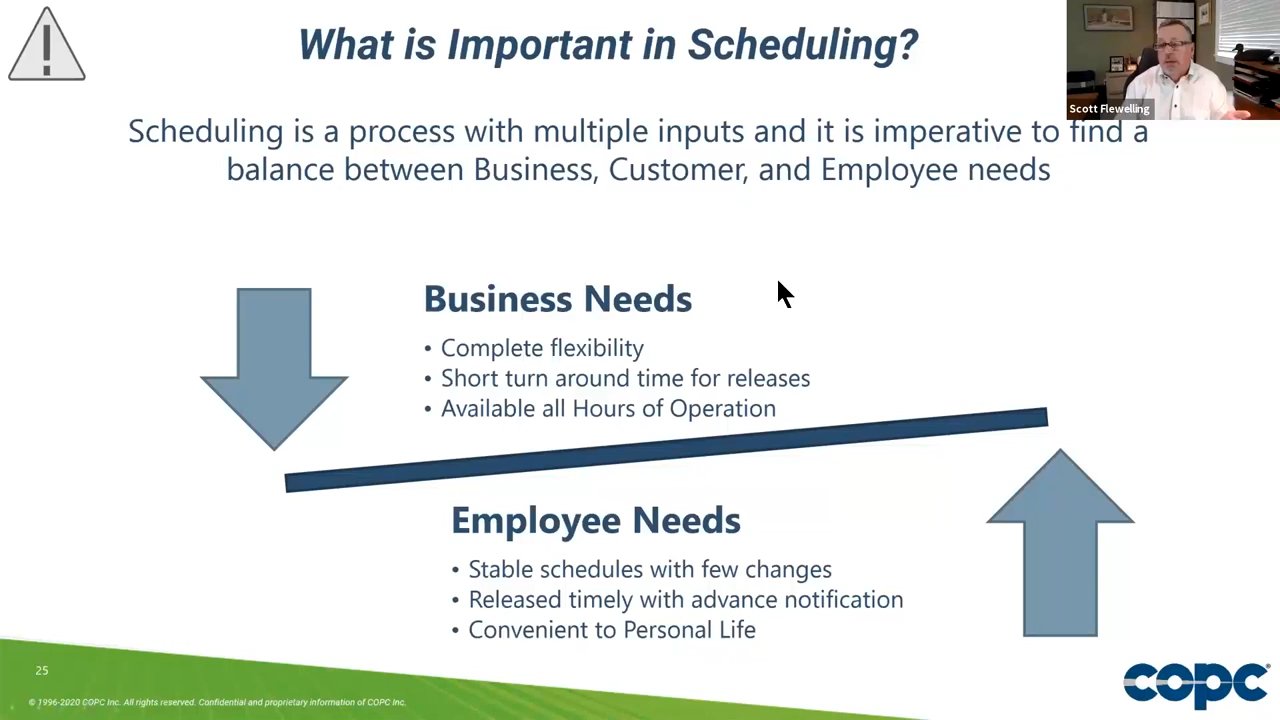 What is Important in Scheduling?
Scott Flewelling
Scheduling is a process with multiple inputs and it is imperative to find a
balance between Business, Customer, and Employee needs
Business Needs
• Complete flexibility
• Short turn around time for releases
• Available all Hours of Operation
Employee Needs
• Stable schedules with few changes
• Released timely with advance notification
• Convenient to Personal Life
25
© 1996-2020 COPC Inc. All rights reserved. Confidential and proprietary information of COPC Inc.
copc